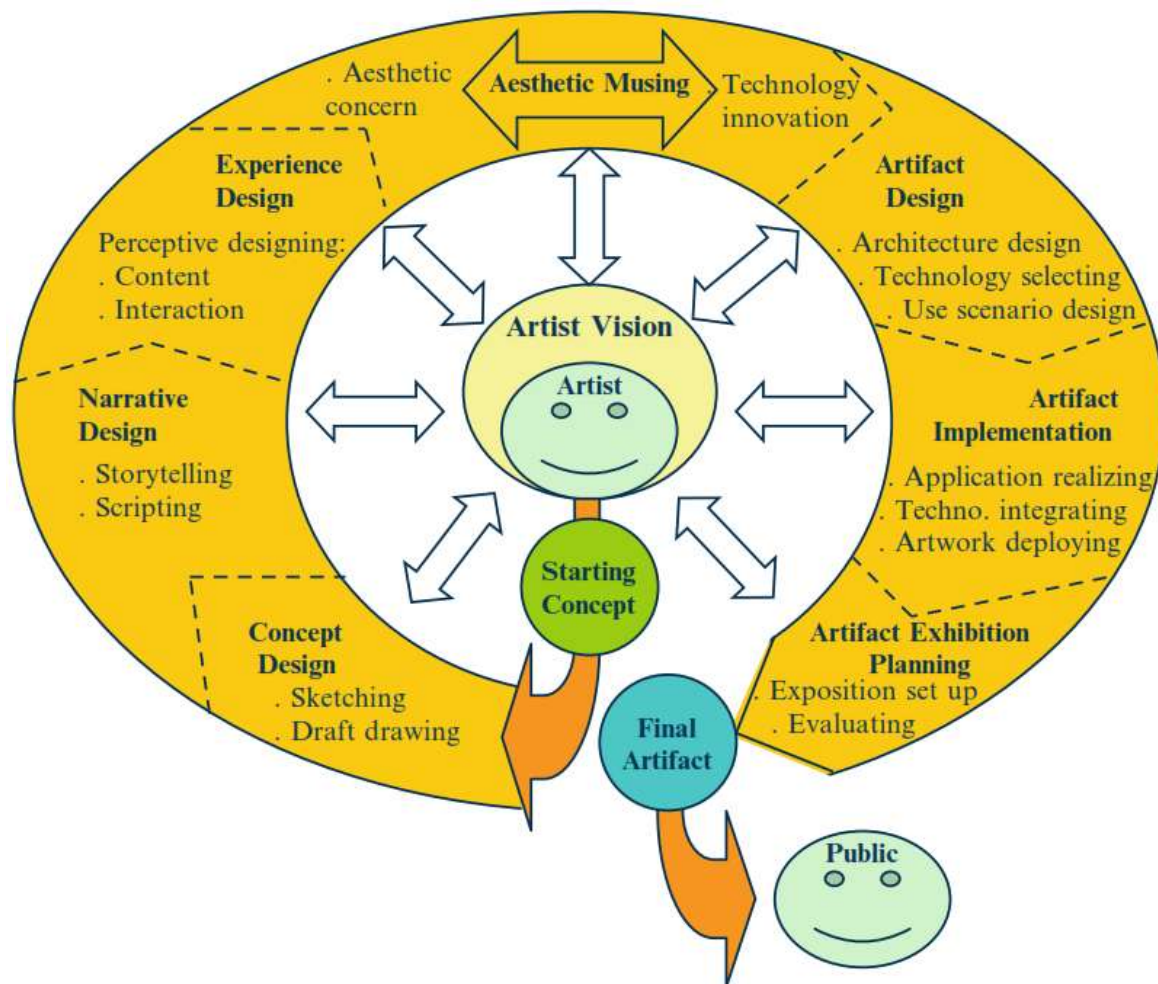 Aesthetic Musing
. Aesthetic
concern
. Technology
innovation
Experience
Design
Perceptive designing:
. Content
. Interaction
Artifact
Design
. Architecture design
. Technology selecting
. Use scenario design
Artist Vision
Artist
Narrative
Design
. Storytelling
. Scripting
Artifact
Implementation
. Application realizing
. Techno. integrating
. Artwork deploying
Starting
Concept
Concept
Design
. Sketching
. Draft drawing
Artifact Exhibition
Planning
. Exposition set up
. Evaluating
Final
Artifact
Public